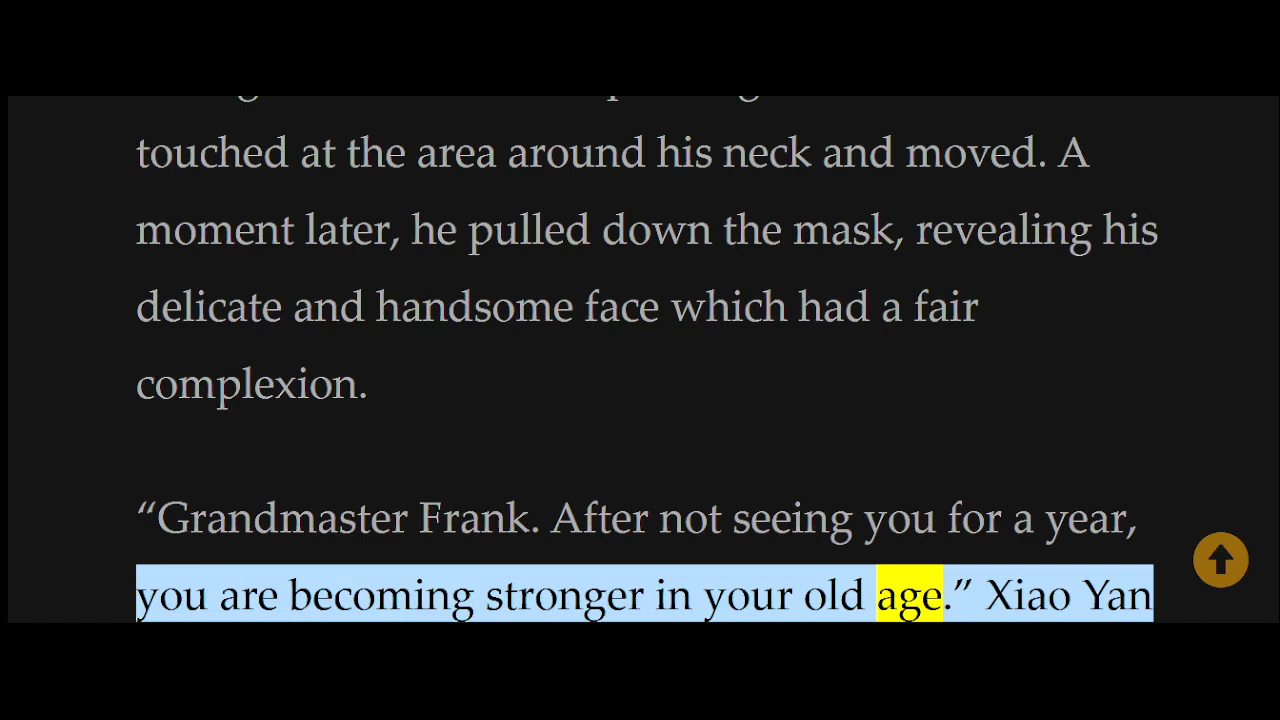 touched at the area around his neck and moved. A
moment later, he pulled down the mask, revealing his
delicate and handsome face which had a fair
complexion.
“Grandmaster Frank. After not seeing you for a year,
you are becoming stronger in your old age.” Xiao Yan